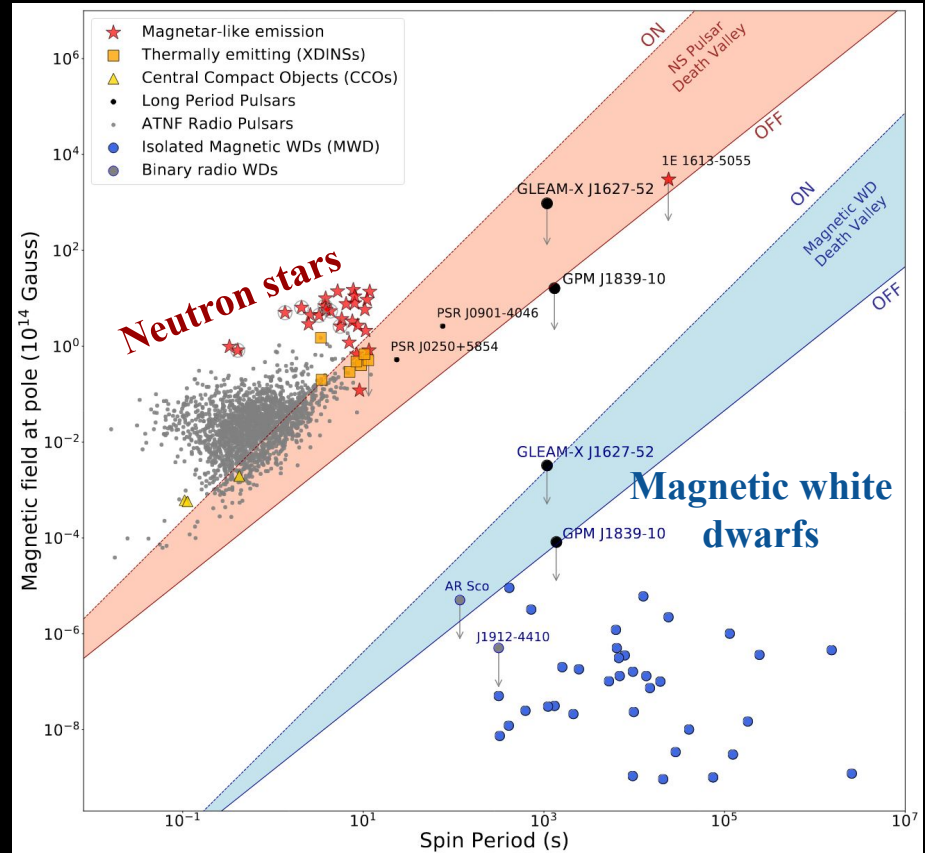 Magnetar-like emission
Thermally emitting (XDINSs)
Central Compact Objects (CCOs)
Long Period Pulsars
ATNF Radio Pulsars
Isolated Magnetic WDs (MWD)
Binary radio WDs
ON
NS Pulsar
Death Valley
OFF
1E 1613-5055
GLEAM-X J1627-52
ON
Magnetic WD
Death Valley
OFF
Neutron stars
GPM J1839-10
PSR J0901-4046
PSR J0250+5854
GLEAM-X J1627-52
Magnetic white
dwarfs
GPM J1839-10
AR Sco
J1912-4410
Magnetic field at pole (10¹⁴ Gauss)
10⁶
10⁴
10²
10⁰
10⁻²
10⁻⁴
10⁻⁶
10⁻⁸
10⁻¹ 10¹ 10³ 10⁵ 10⁷
Spin Period (s)